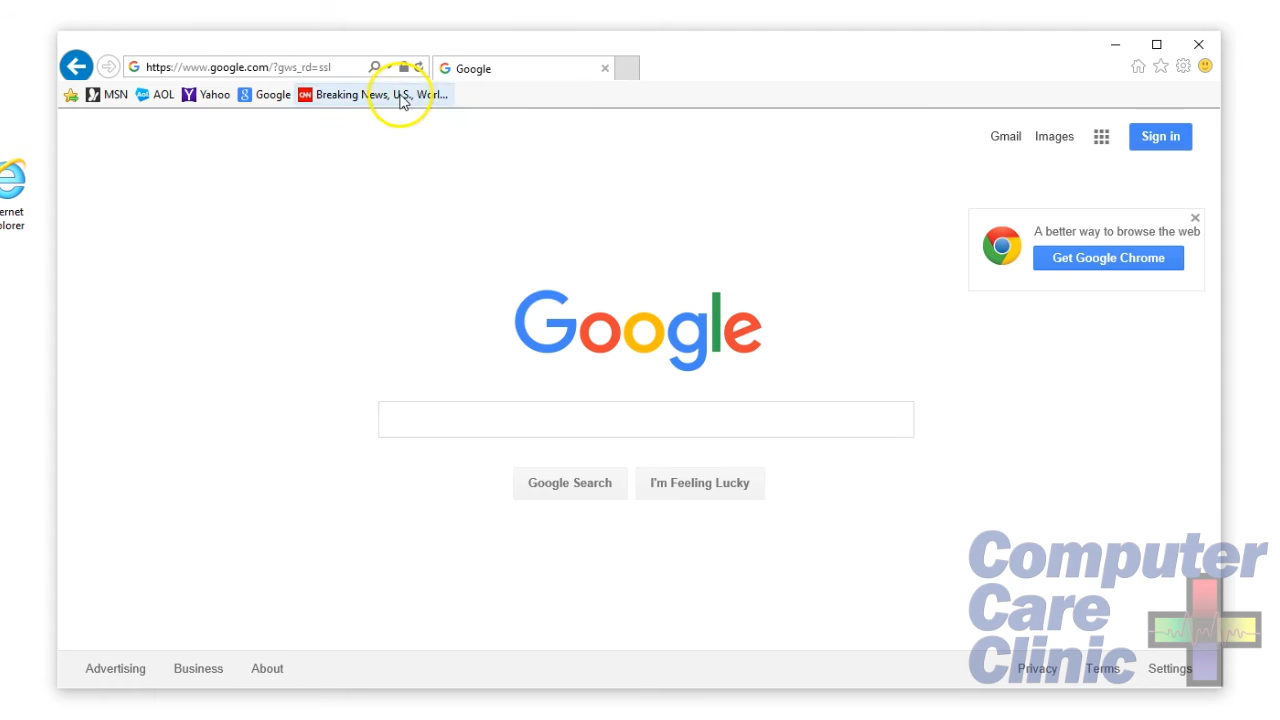 https://www.google.com/?gws_rd=ssl
Google
MSN
AOL
Yahoo
Google
CNN
Breaking News, U.S., Worl...
Gmail
Images
Sign in
ernet
plorer
A better way to browse the web
Get Google Chrome
Google
Google Search
I'm Feeling Lucky
Computer
Care
Clinic
Advertising
Business
About
Privacy
Terms
Settings